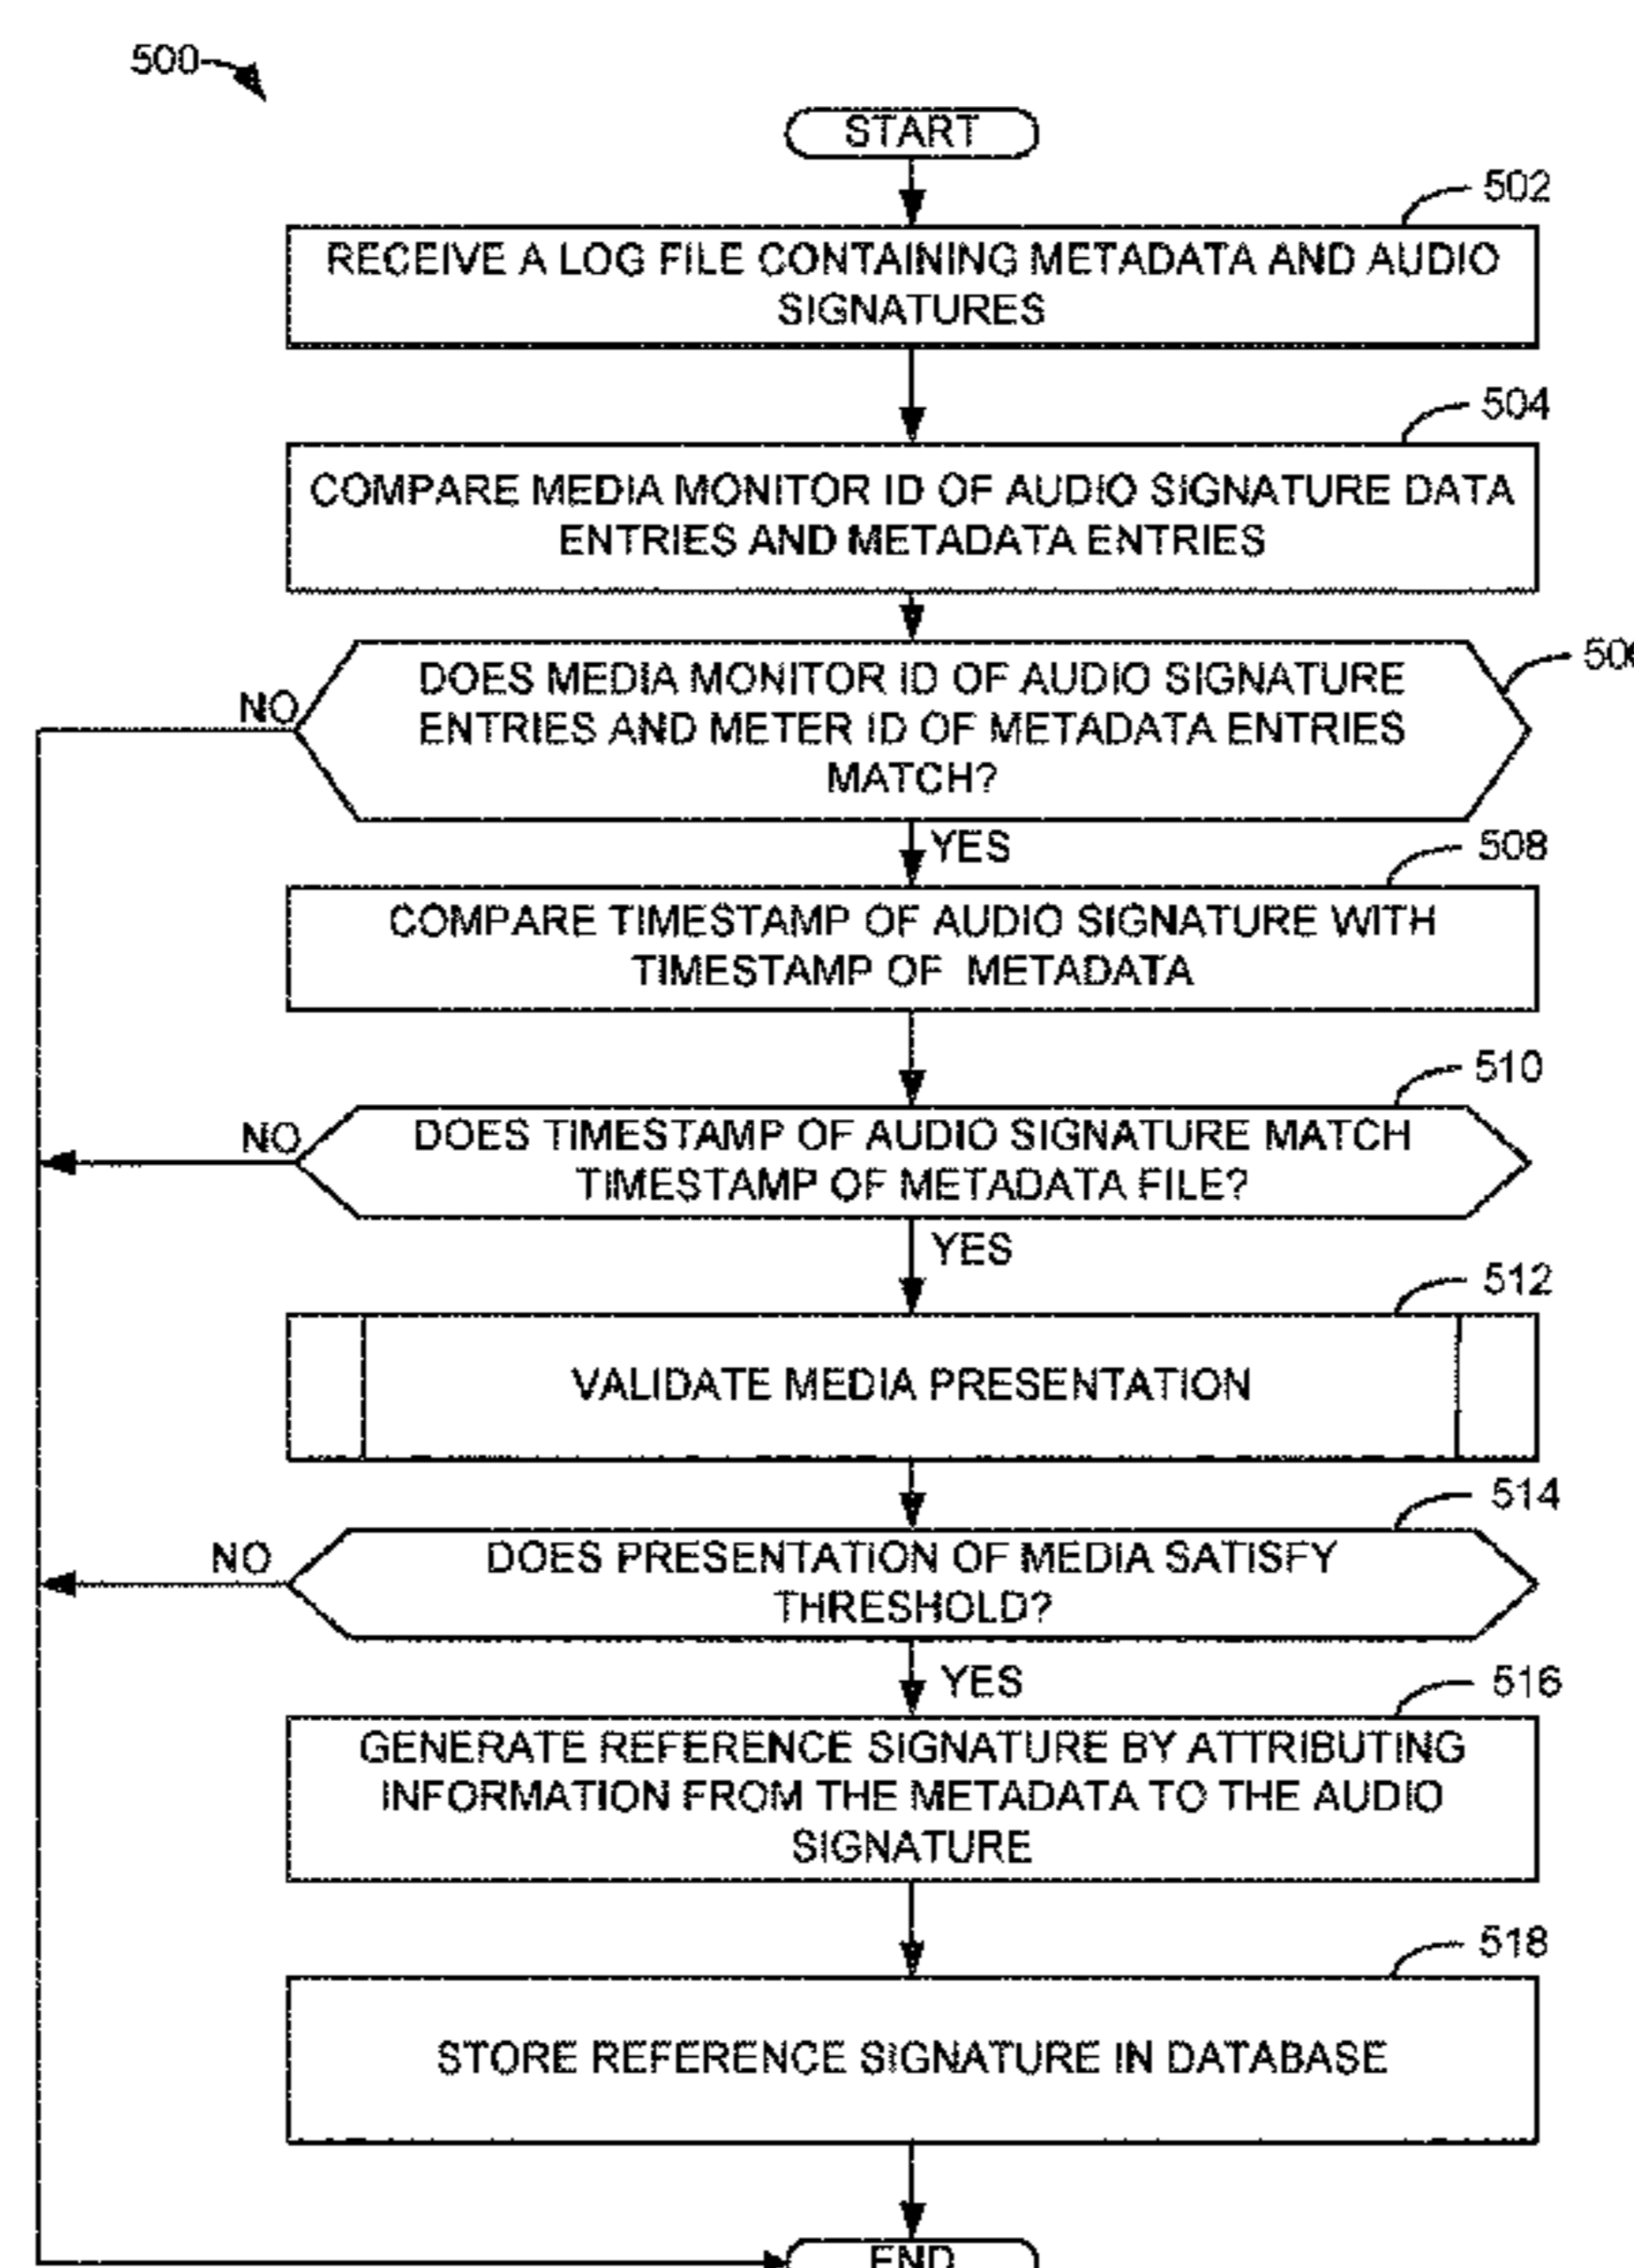 500
START
502
RECEIVE A LOG FILE CONTAINING METADATA AND AUDIO
SIGNATURES
504
COMPARE MEDIA MONITOR ID OF AUDIO SIGNATURE DATA
ENTRIES AND METADATA ENTRIES
NO
DOES MEDIA MONITOR ID OF AUDIO SIGNATURE
ENTRIES AND METER ID OF METADATA ENTRIES
MATCH?
YES
508
COMPARE TIMESTAMP OF AUDIO SIGNATURE WITH
TIMESTAMP OF METADATA
510
NO
DOES TIMESTAMP OF AUDIO SIGNATURE MATCH
TIMESTAMP OF METADATA FILE?
YES
512
VALIDATE MEDIA PRESENTATION
514
NO
DOES PRESENTATION OF MEDIA SATISFY
THRESHOLD?
YES
516
GENERATE REFERENCE SIGNATURE BY ATTRIBUTING
INFORMATION FROM THE METADATA TO THE AUDIO
SIGNATURE
518
STORE REFERENCE SIGNATURE IN DATABASE
END